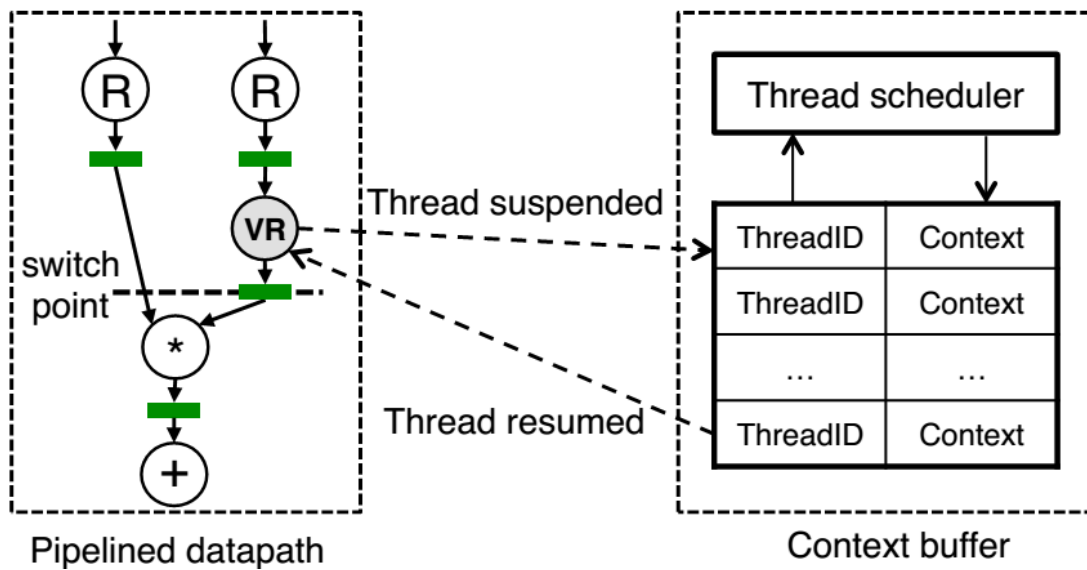 R
R
VR
switch
point
*
+
Pipelined datapath
Thread suspended
Thread resumed
Thread scheduler
ThreadID Context
ThreadID Context
... ...
ThreadID Context
Context buffer